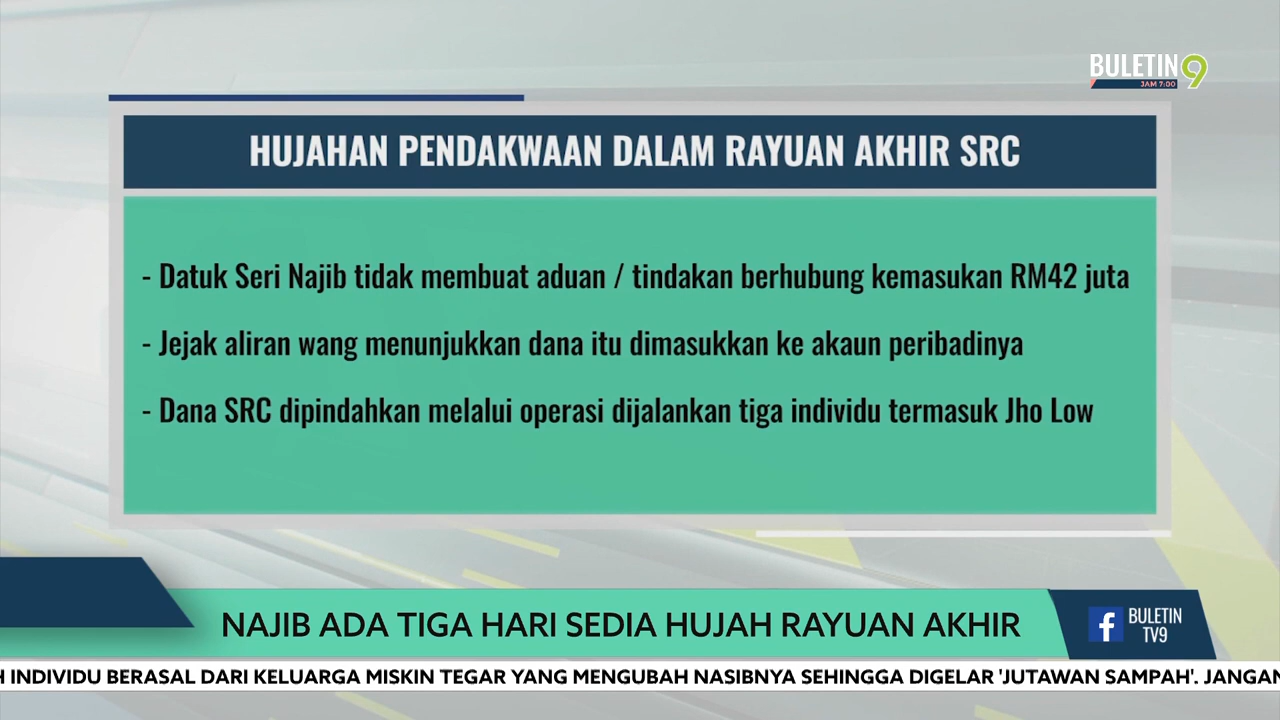 BULETIN 9
JAM 7:00
HUJAHAN PENDAKWAAN DALAM RAYUAN AKHIR SRC
- Datuk Seri Najib tidak membuat aduan / tindakan berhubung kemasukan RM42 juta
- Jejak aliran wang menunjukkan dana itu dimasukkan ke akaun peribadinya
- Dana SRC dipindahkan melalui operasi dijalankan tiga individu termasuk Jho Low
NAJIB ADA TIGA HARI SEDIA HUJAH RAYUAN AKHIR
f BULETIN
TV9
H INDIVIDU BERASAL DARI KELUARGA MISKIN TEGAR YANG MENGUBAH NASIBNYA SEHINGGA DIGELAR 'JUTAWAN SAMPAH'. JANGAN